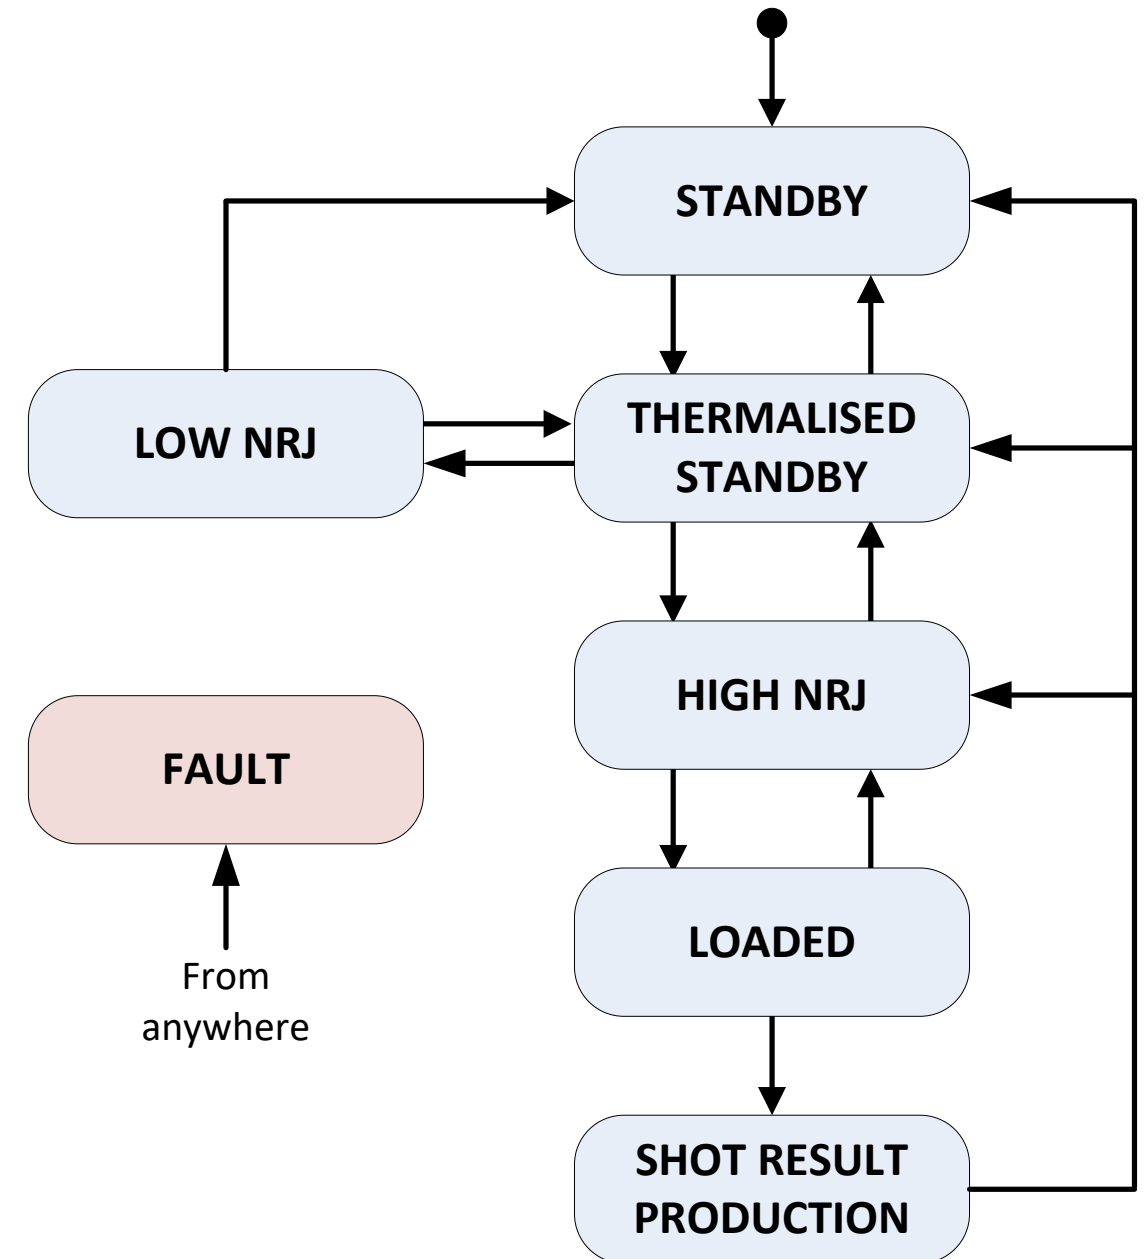 STANDBY
LOW NRJ
THERMALISED
STANDBY
HIGH NRJ
FAULT
From
anywhere
LOADED
SHOT RESULT
PRODUCTION